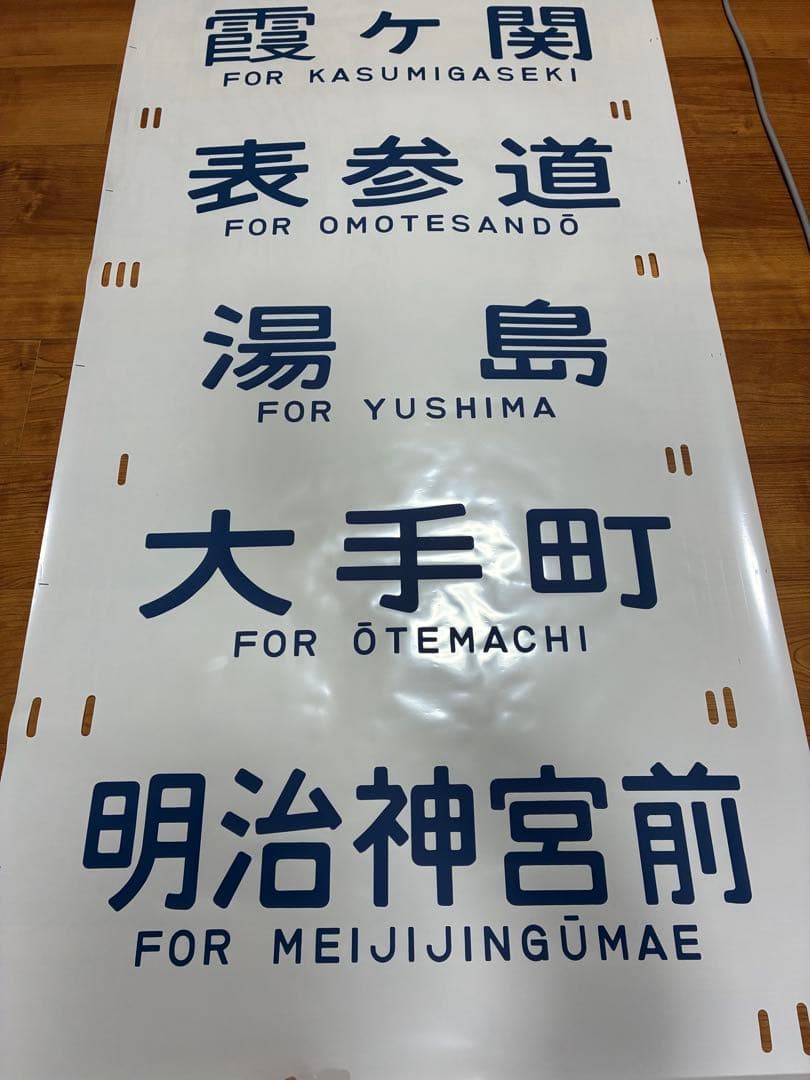 霞ヶ関
FOR KASUMIGASEKI
表参道
FOR OMOTESANDŌ
湯島
FOR YUSHIMA
大手町
FOR ŌTEMACHI
明治神宮前
FOR MEIJIJINGŪMAE